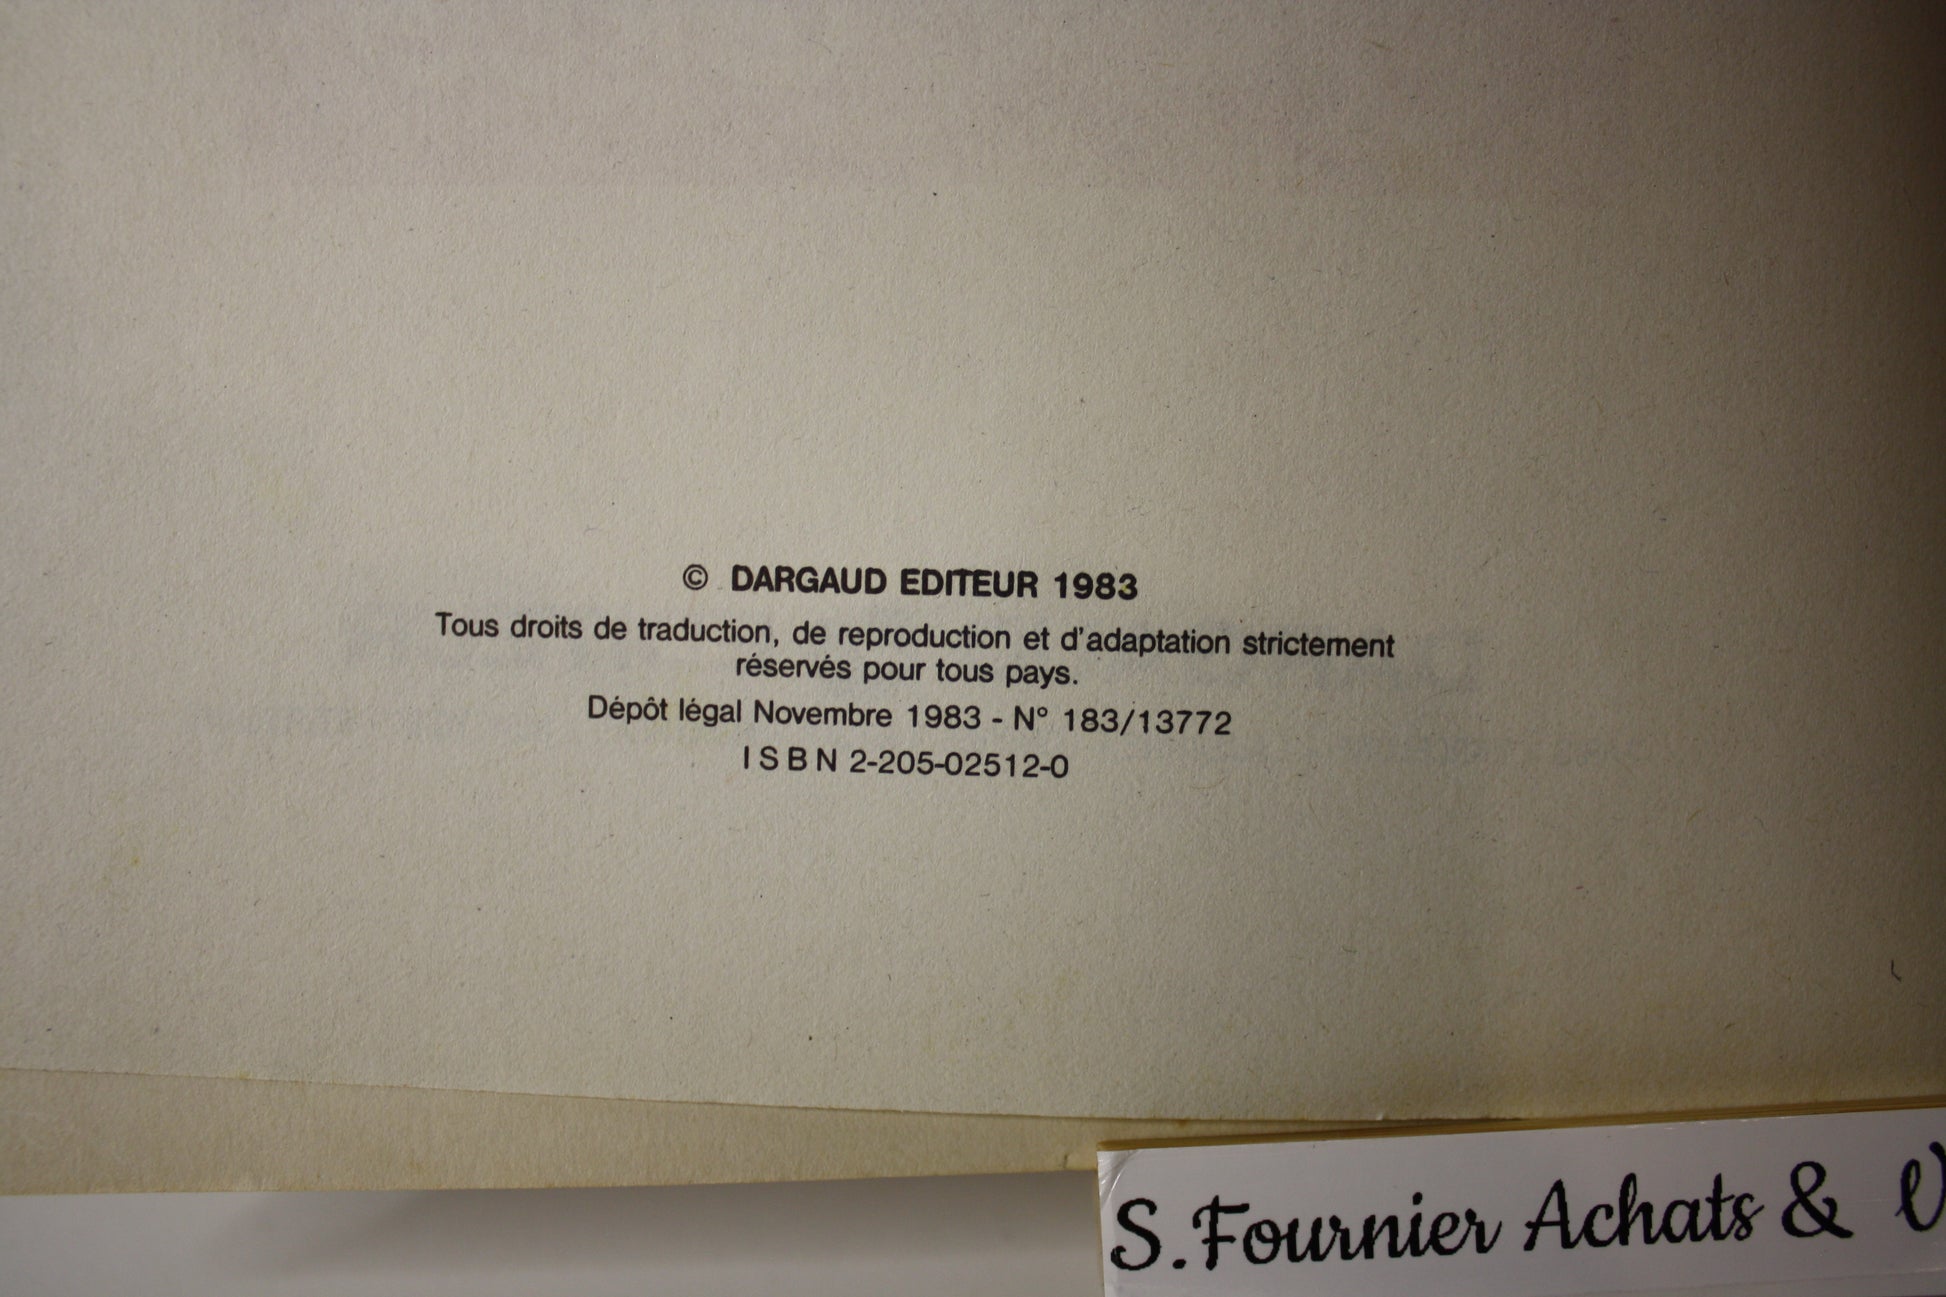 © DARGAUD EDITEUR 1983
Tous droits de traduction, de reproduction et d'adaptation strictement
réservés pour tous pays.
Dépôt légal Novembre 1983 - N° 183/13772
ISBN 2-205-02512-0
S.Fournier Achats &